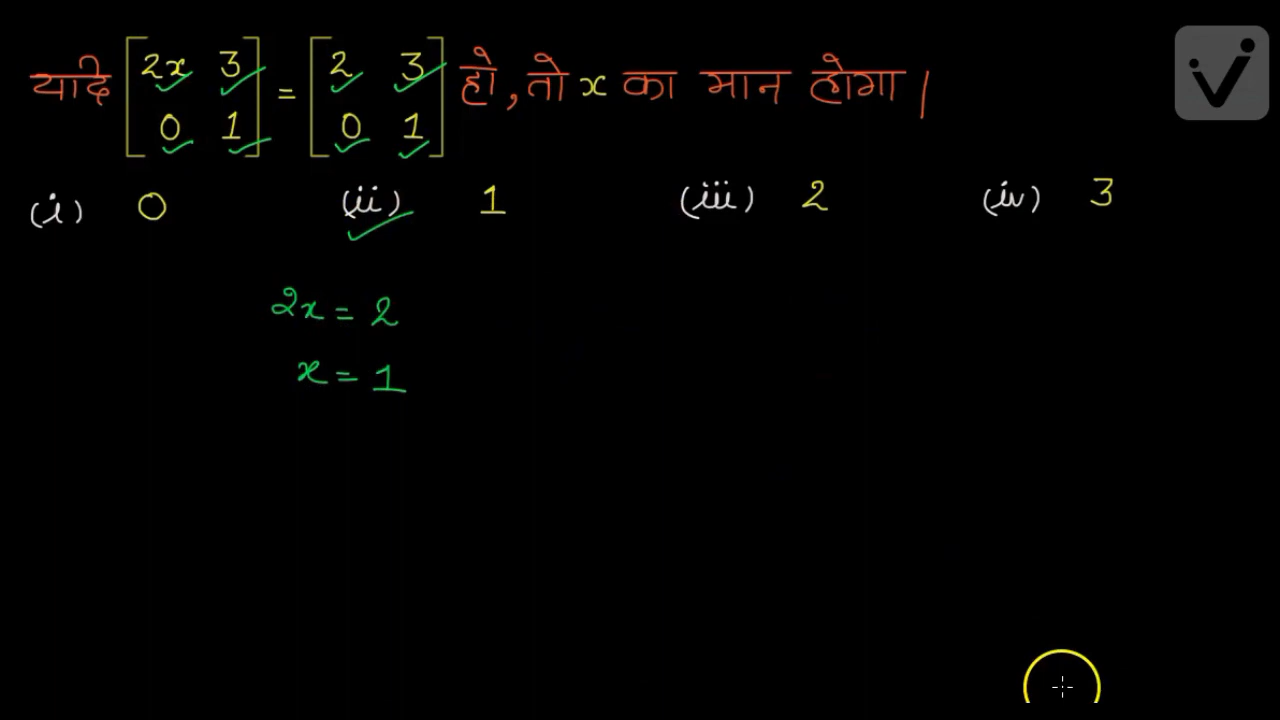 यदि [2x 3 0 1] = [2 3 0 1] हो, तो x का मान होगा |
(i) 0 (ii) 1 (iii) 2 (iv) 3
2x = 2
x = 1